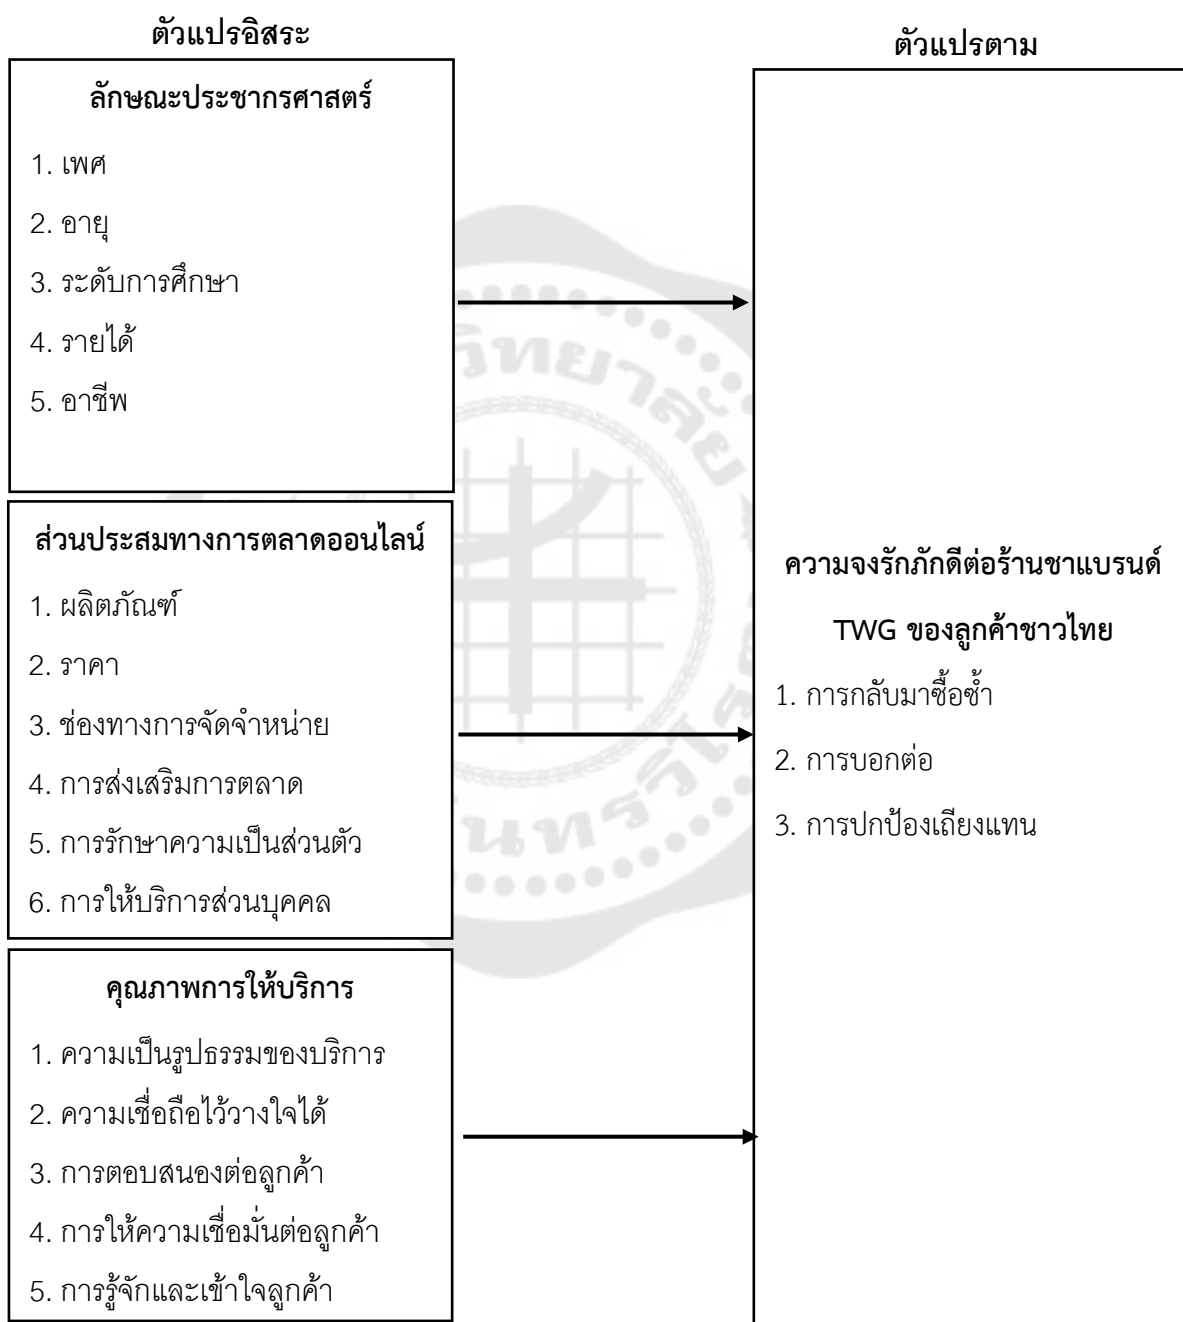 ตัวแปรอิสระ
ลักษณะประชากรศาสตร์
1. เพศ
2. อายุ
3. ระดับการศึกษา
4. รายได้
5. อาชีพ
ส่วนประสมทางการตลาดออนไลน์
1. ผลิตภัณฑ์
2. ราคา
3. ช่องทางการจัดจำหน่าย
4. การส่งเสริมการตลาด
5. การรักษาความเป็นส่วนตัว
6. การให้บริการส่วนบุคคล
คุณภาพการให้บริการ
1. ความเป็นรูปธรรมของบริการ
2. ความเชื่อถือไว้วางใจได้
3. การตอบสนองต่อลูกค้า
4. การให้ความเชื่อมั่นต่อลูกค้า
5. การรู้จักและเข้าใจลูกค้า
ตัวแปรตาม
ความจงรักภักดีต่อร้านชาแบรนด์
TWG ของลูกค้าชาวไทย
1. การกลับมาซื้อซ้ำ
2. การบอกต่อ
3. การปกป้องเถียงแทน